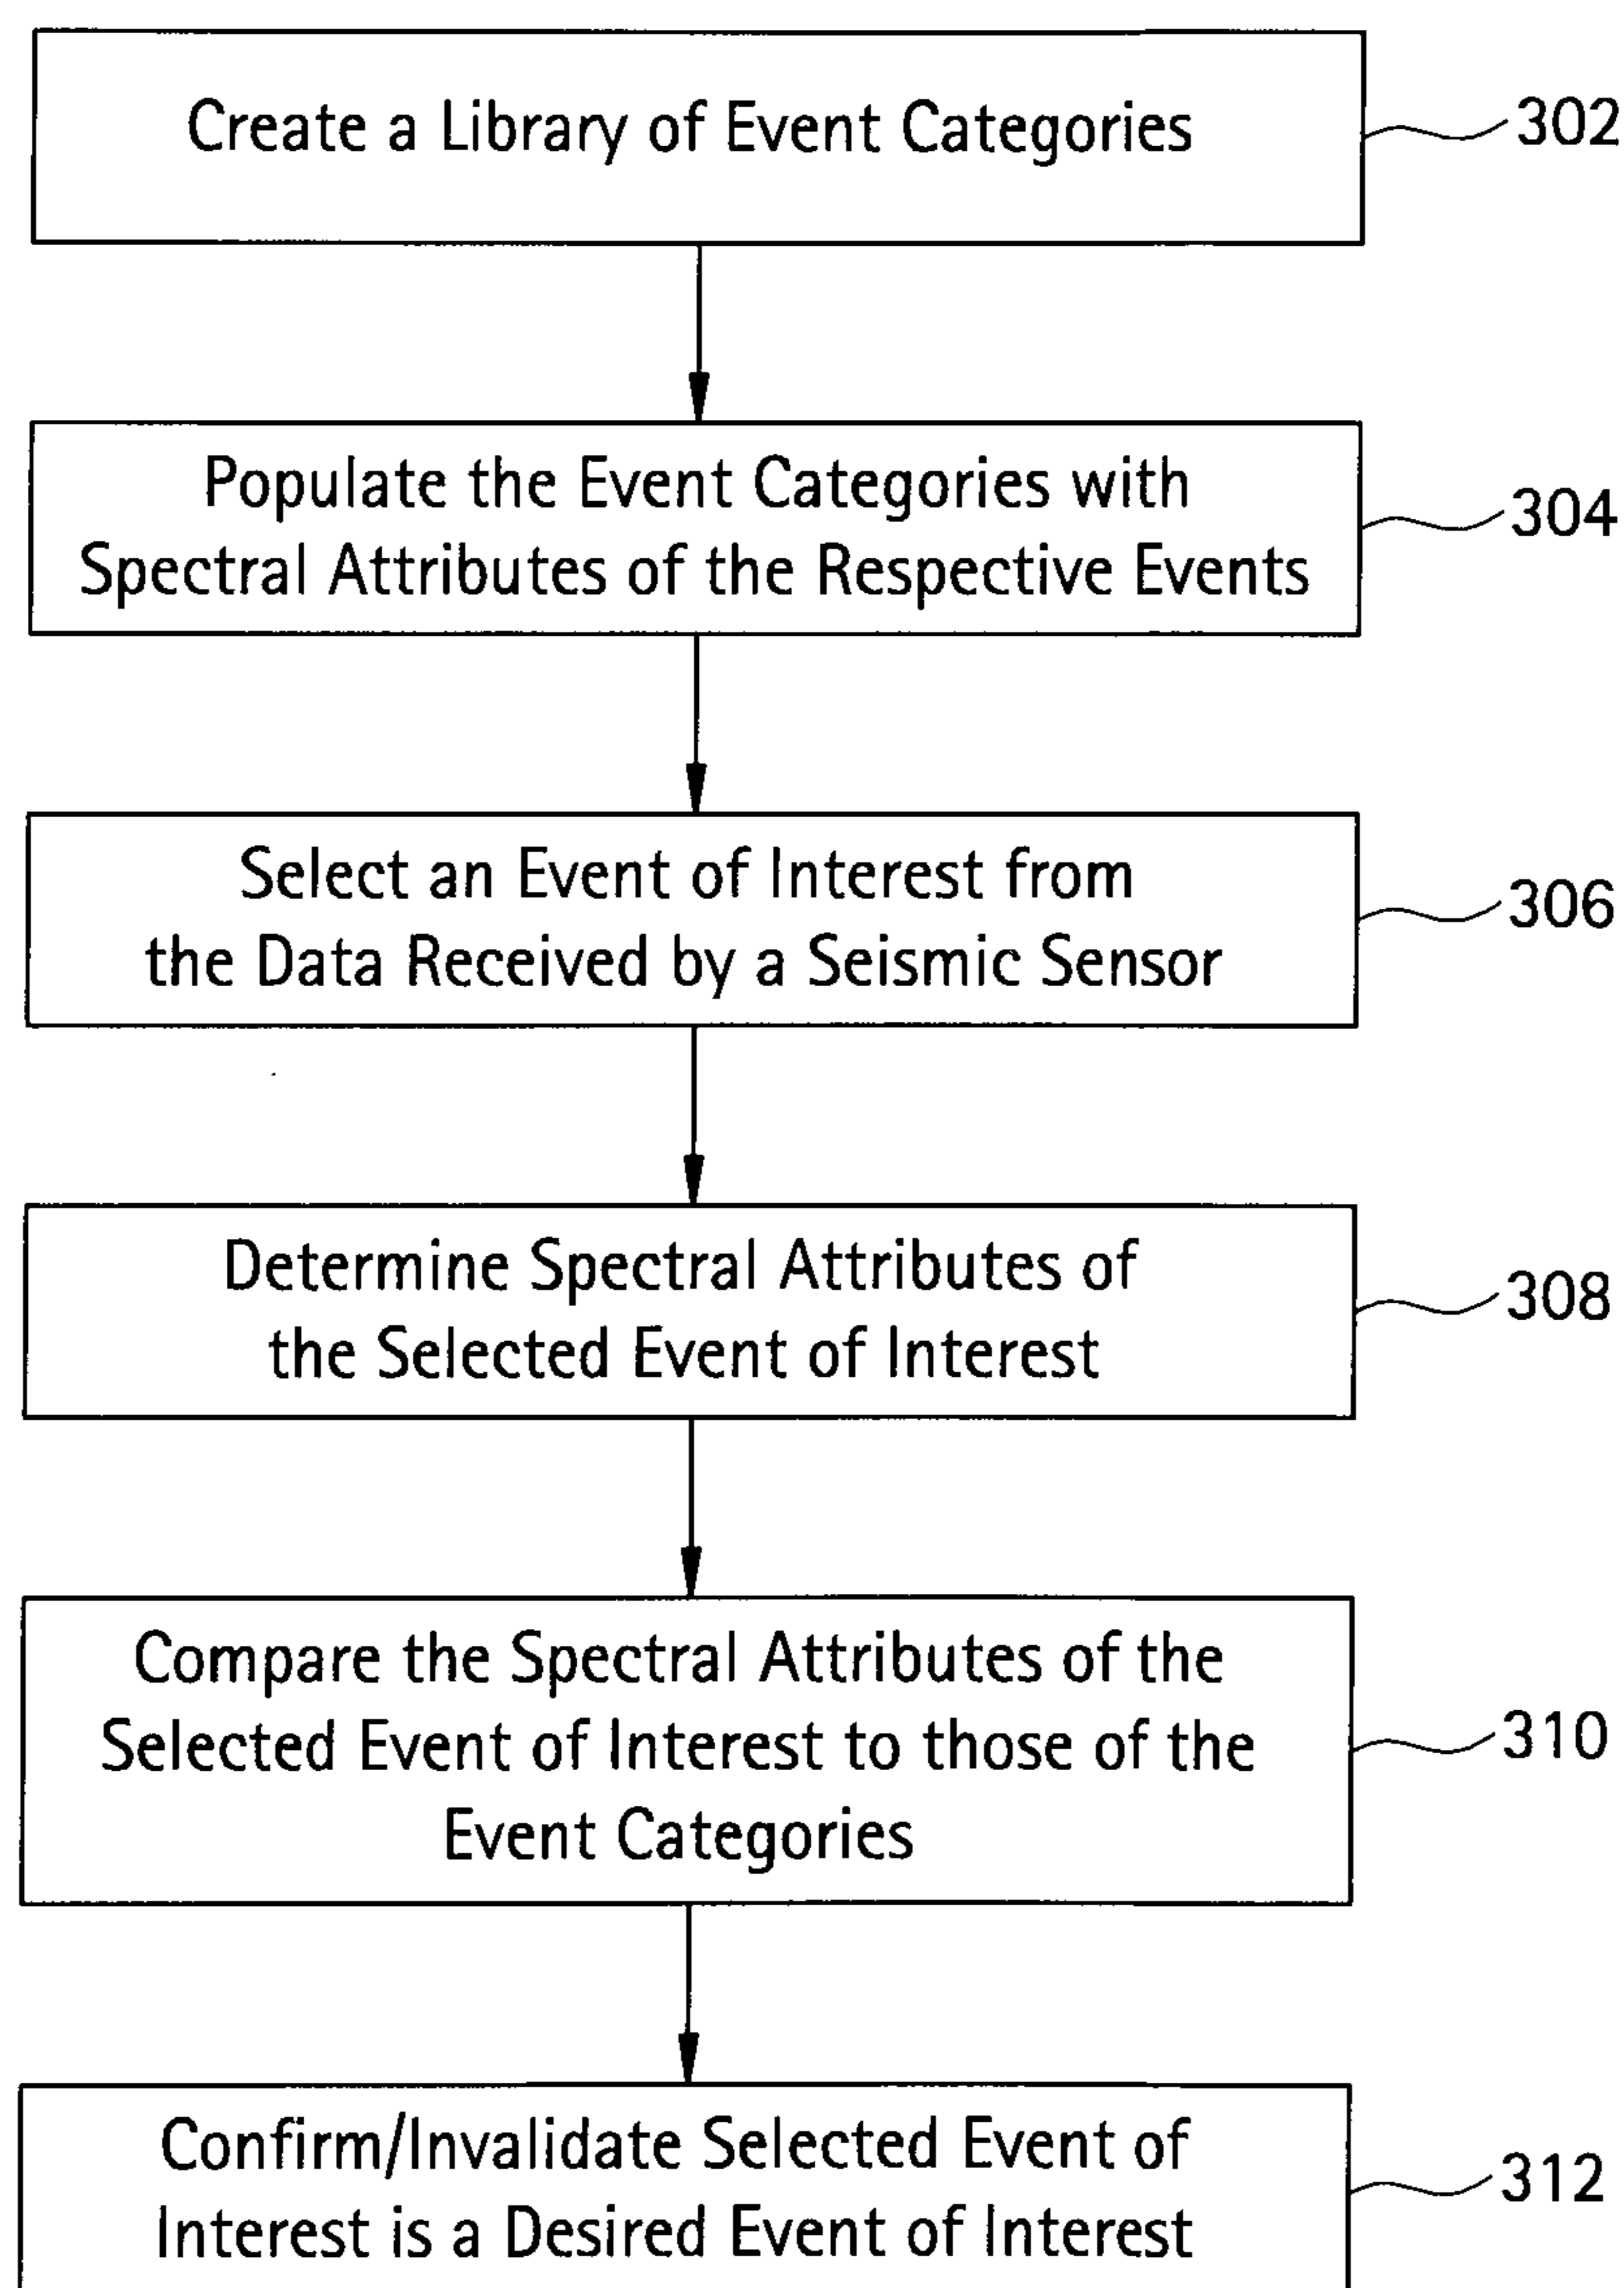 Create a Library of Event Categories
302
Populate the Event Categories with
Spectral Attributes of the Respective Events
304
Select an Event of Interest from
the Data Received by a Seismic Sensor
306
Determine Spectral Attributes of
the Selected Event of Interest
308
Compare the Spectral Attributes of the
Selected Event of Interest to those of the
Event Categories
310
Confirm/Invalidate Selected Event of
Interest is a Desired Event of Interest
312